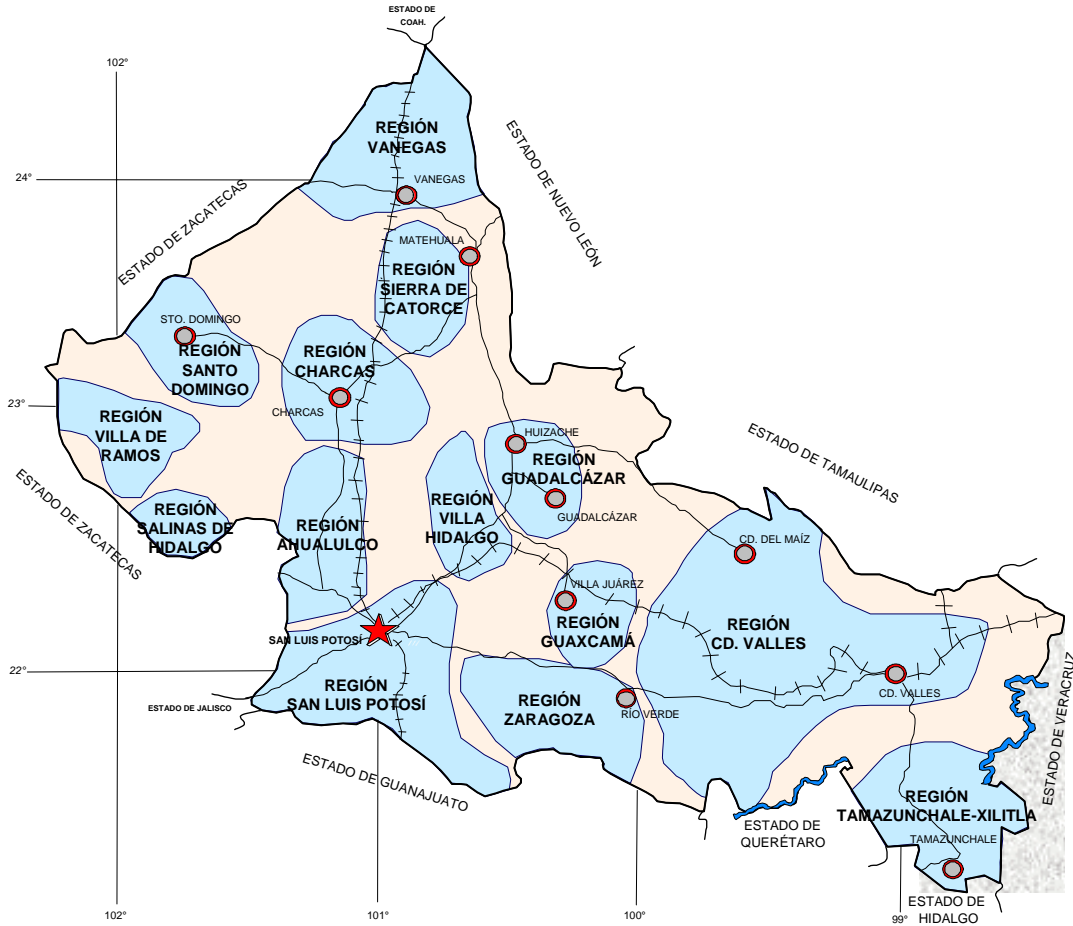 ESTADO DE
COAH.
102°
REGIÓN
VANEGAS
ESTADO DE NUEVO LEÓN
24°
VANEGAS
ESTADO DE ZACATECAS
MATEHUALA
REGIÓN
SIERRA DE
CATORCE
STO. DOMINGO
REGIÓN
SANTO
DOMINGO
REGIÓN
CHARCAS
23°
CHARCAS
REGIÓN
VILLA DE
RAMOS
HUIZACHE
ESTADO DE TAMAULIPAS
REGIÓN
GUADALCÁZAR
ESTADO DE ZACATECAS
REGIÓN
SALINAS DE
HIDALGO
REGIÓN
AHUALULCO
REGIÓN
VILLA
HIDALGO
GUADALCÁZAR
CD. DEL MAÍZ
VILLA JUÁREZ
REGIÓN
GUAXCAMÁ
REGIÓN
CD. VALLES
SAN LUIS POTOSÍ
22°
REGIÓN
SAN LUIS POTOSÍ
ESTADO DE JALISCO
REGIÓN
ZARAGOZA
RÍO VERDE
CD. VALLES
ESTADO DE VERACRUZ
ESTADO DE GUANAJUATO
REGIÓN
TAMAZUNCHALE-XILITLA
ESTADO DE
QUERÉTARO
TAMAZUNCHALE
ESTADO DE
HIDALGO
102°
101°
100°
99°